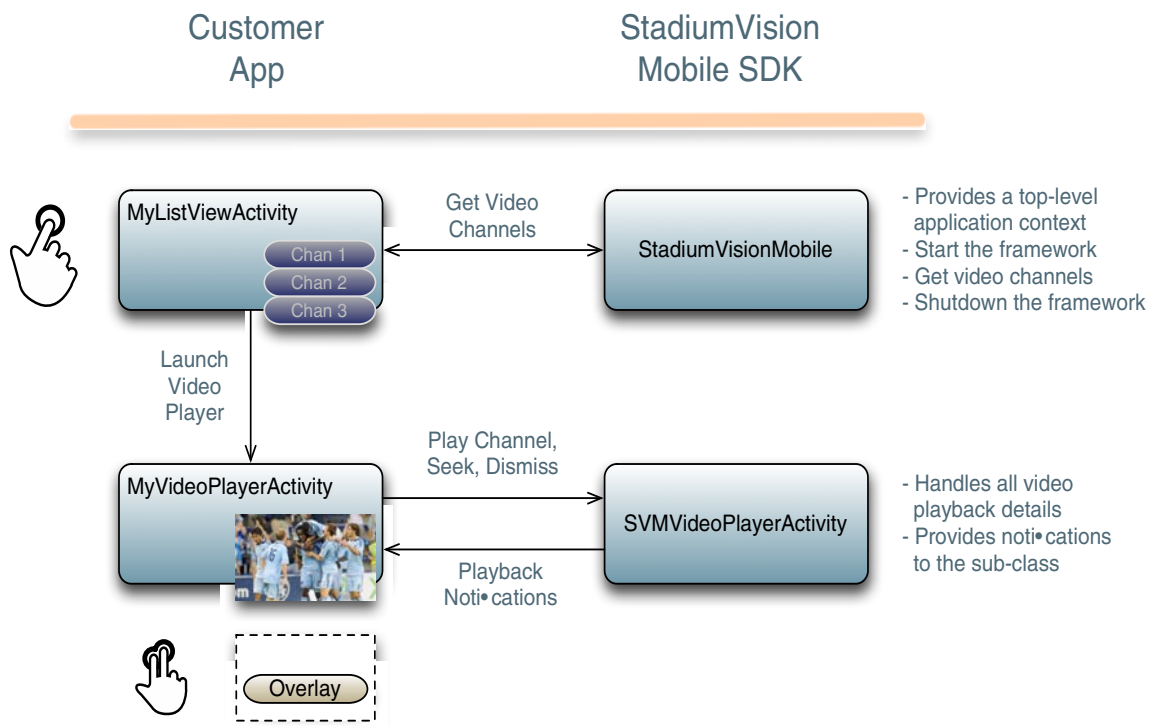 Customer
App
StadiumVision
Mobile SDK
MyListViewActivity
Chan 1
Chan 2
Chan 3
Get Video
Channels
StadiumVisionMobile
- Provides a top-level
application context
- Start the framework
- Get video channels
- Shutdown the framework
Launch
Video
Player
MyVideoPlayerActivity
Play Channel,
Seek, Dismiss
SVMVideoPlayerActivity
Playback
Noti•cations
- Handles all video
playback details
- Provides noti•cations
to the sub-class
Overlay